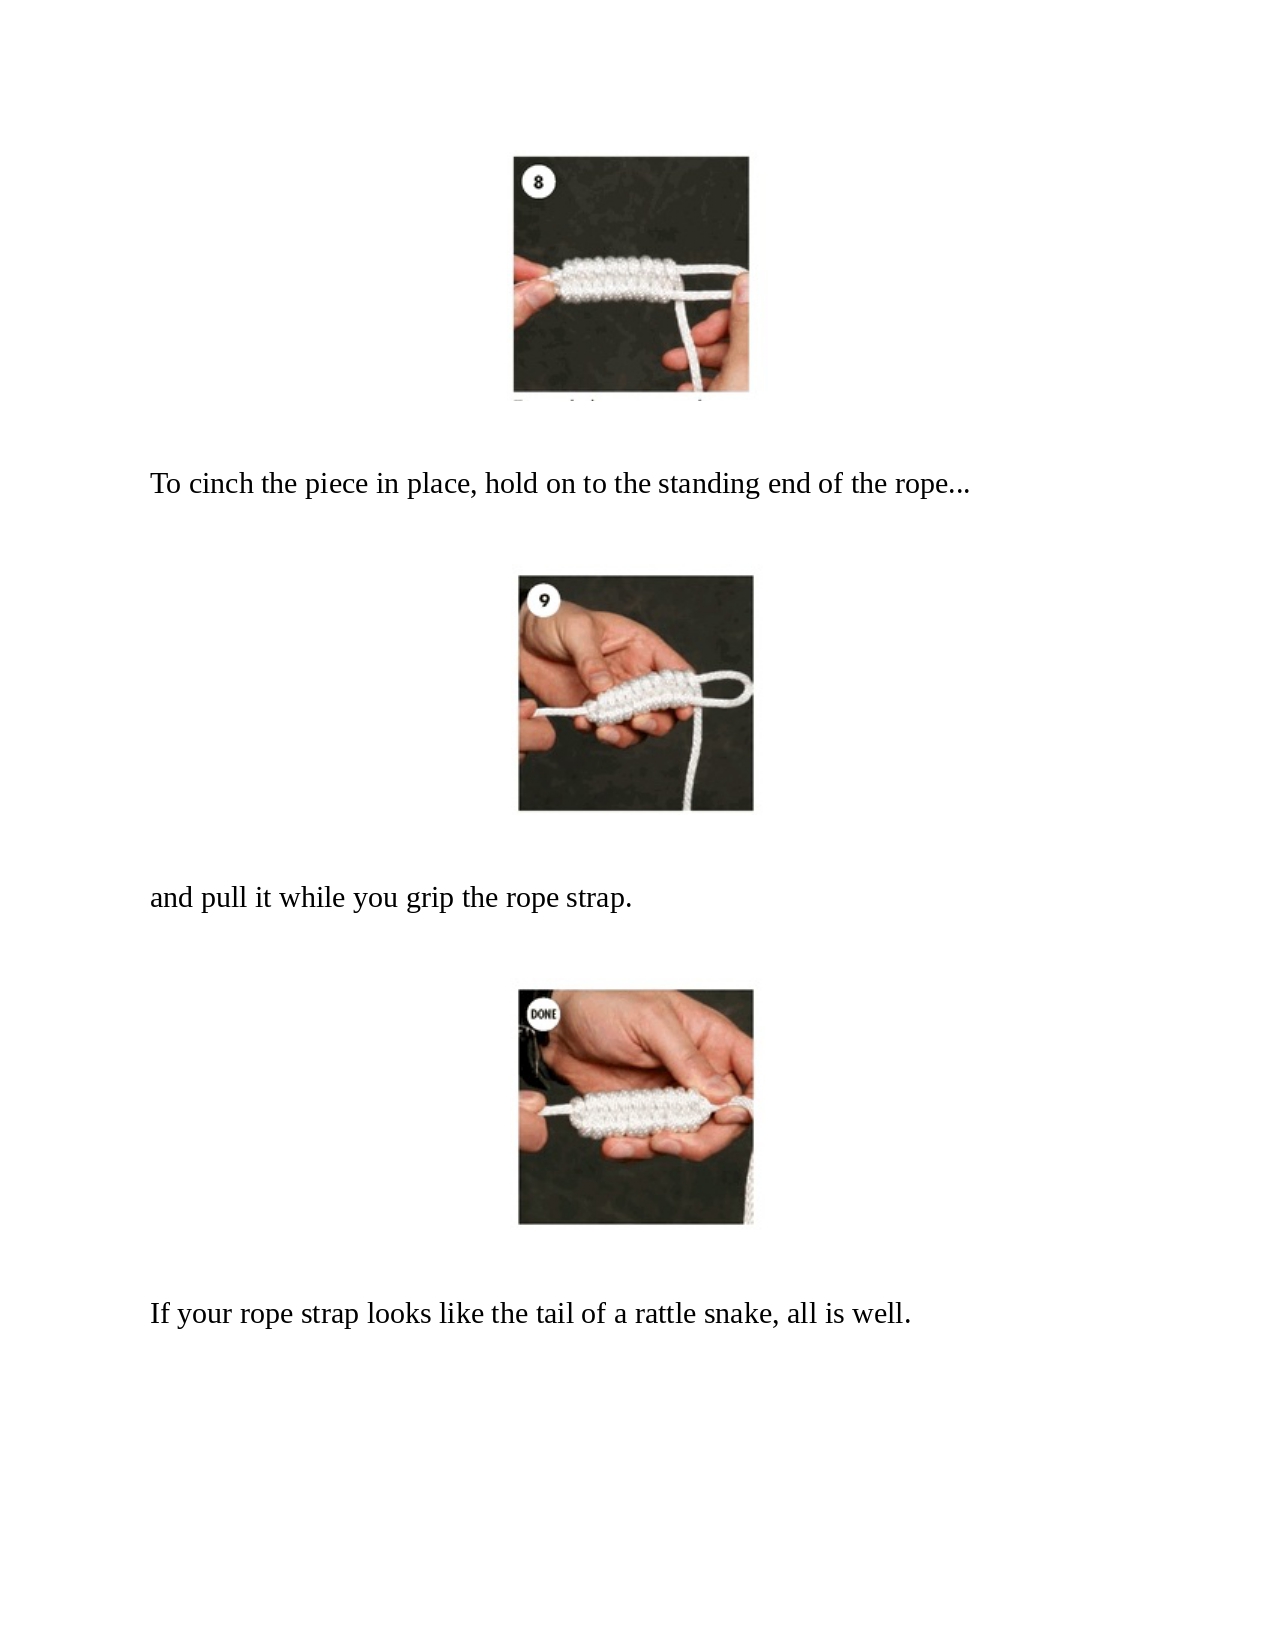 8
To cinch the piece in place, hold on to the standing end of the rope...
9
and pull it while you grip the rope strap.
DONE
If your rope strap looks like the tail of a rattle snake, all is well.